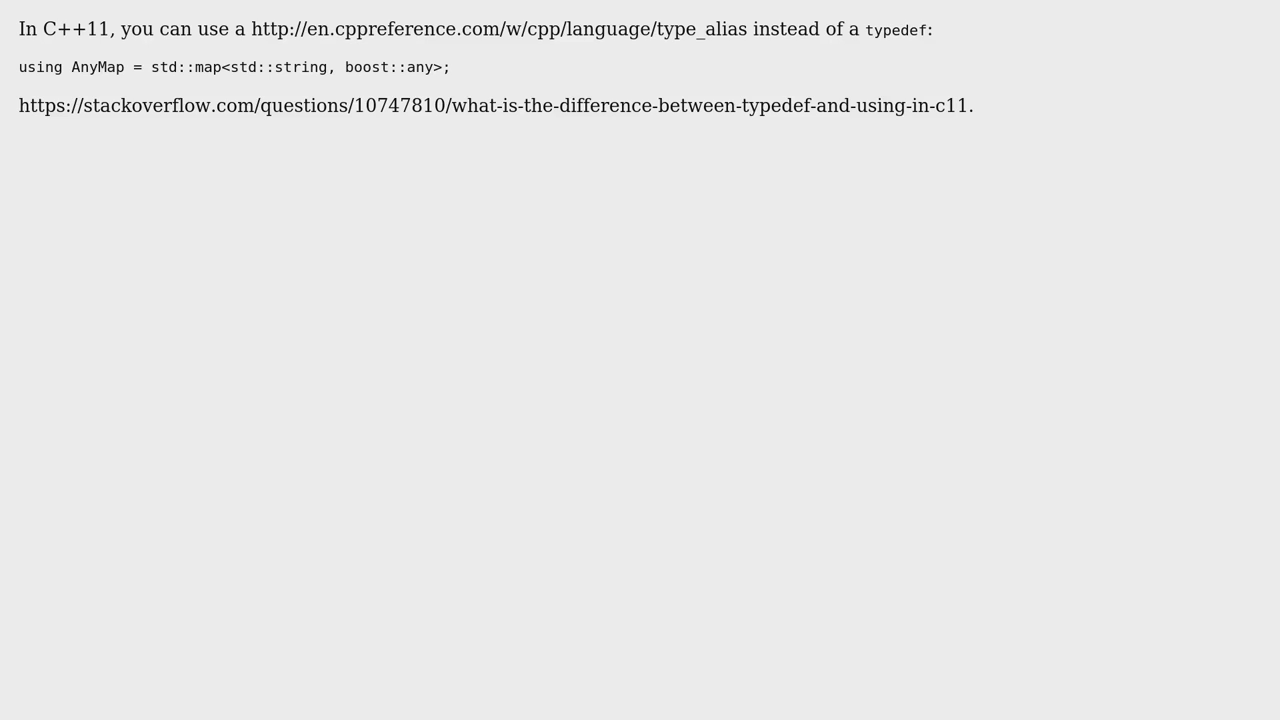 In C++11, you can use a http://en.cppreference.com/w/cpp/language/type_alias instead of a typedef:
using AnyMap = std::map<std::string, boost::any>;
https://stackoverflow.com/questions/10747810/what-is-the-difference-between-typedef-and-using-in-c11.